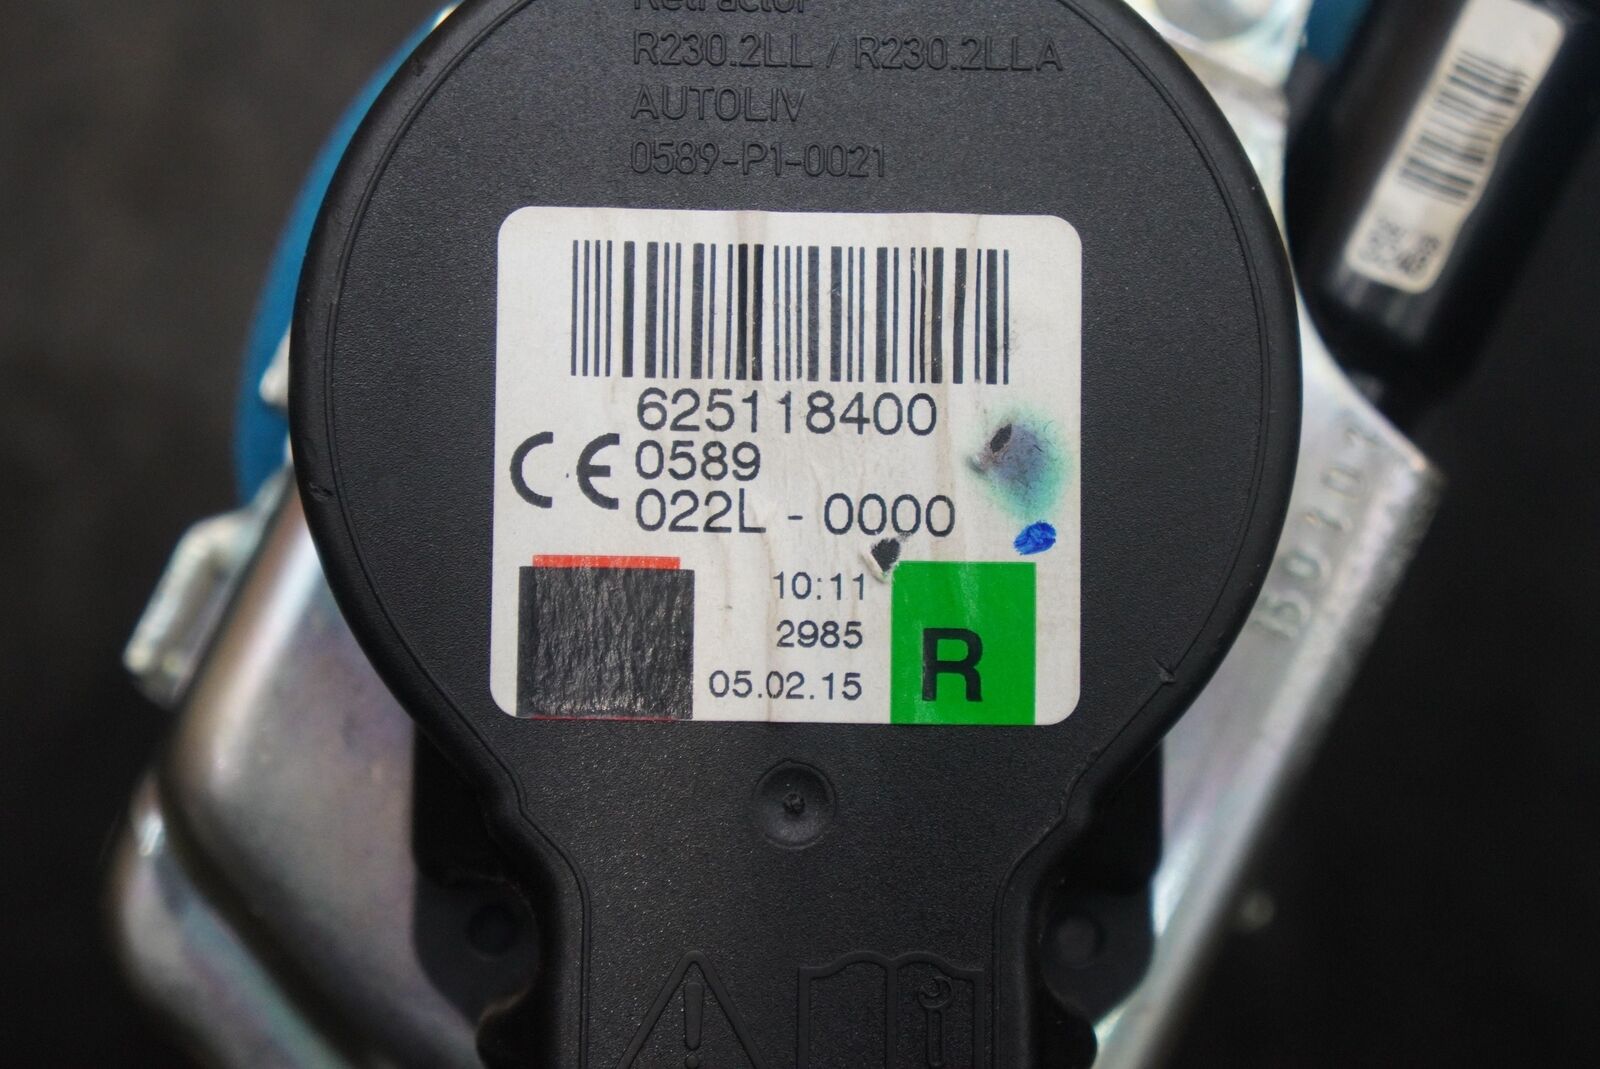 Retractor
R230.2LL / R230.2LLA
AUTOLIV
0589-P1-0021
625118400
CE 0589
022L - 0000
10:11
2985
05.02.15
R